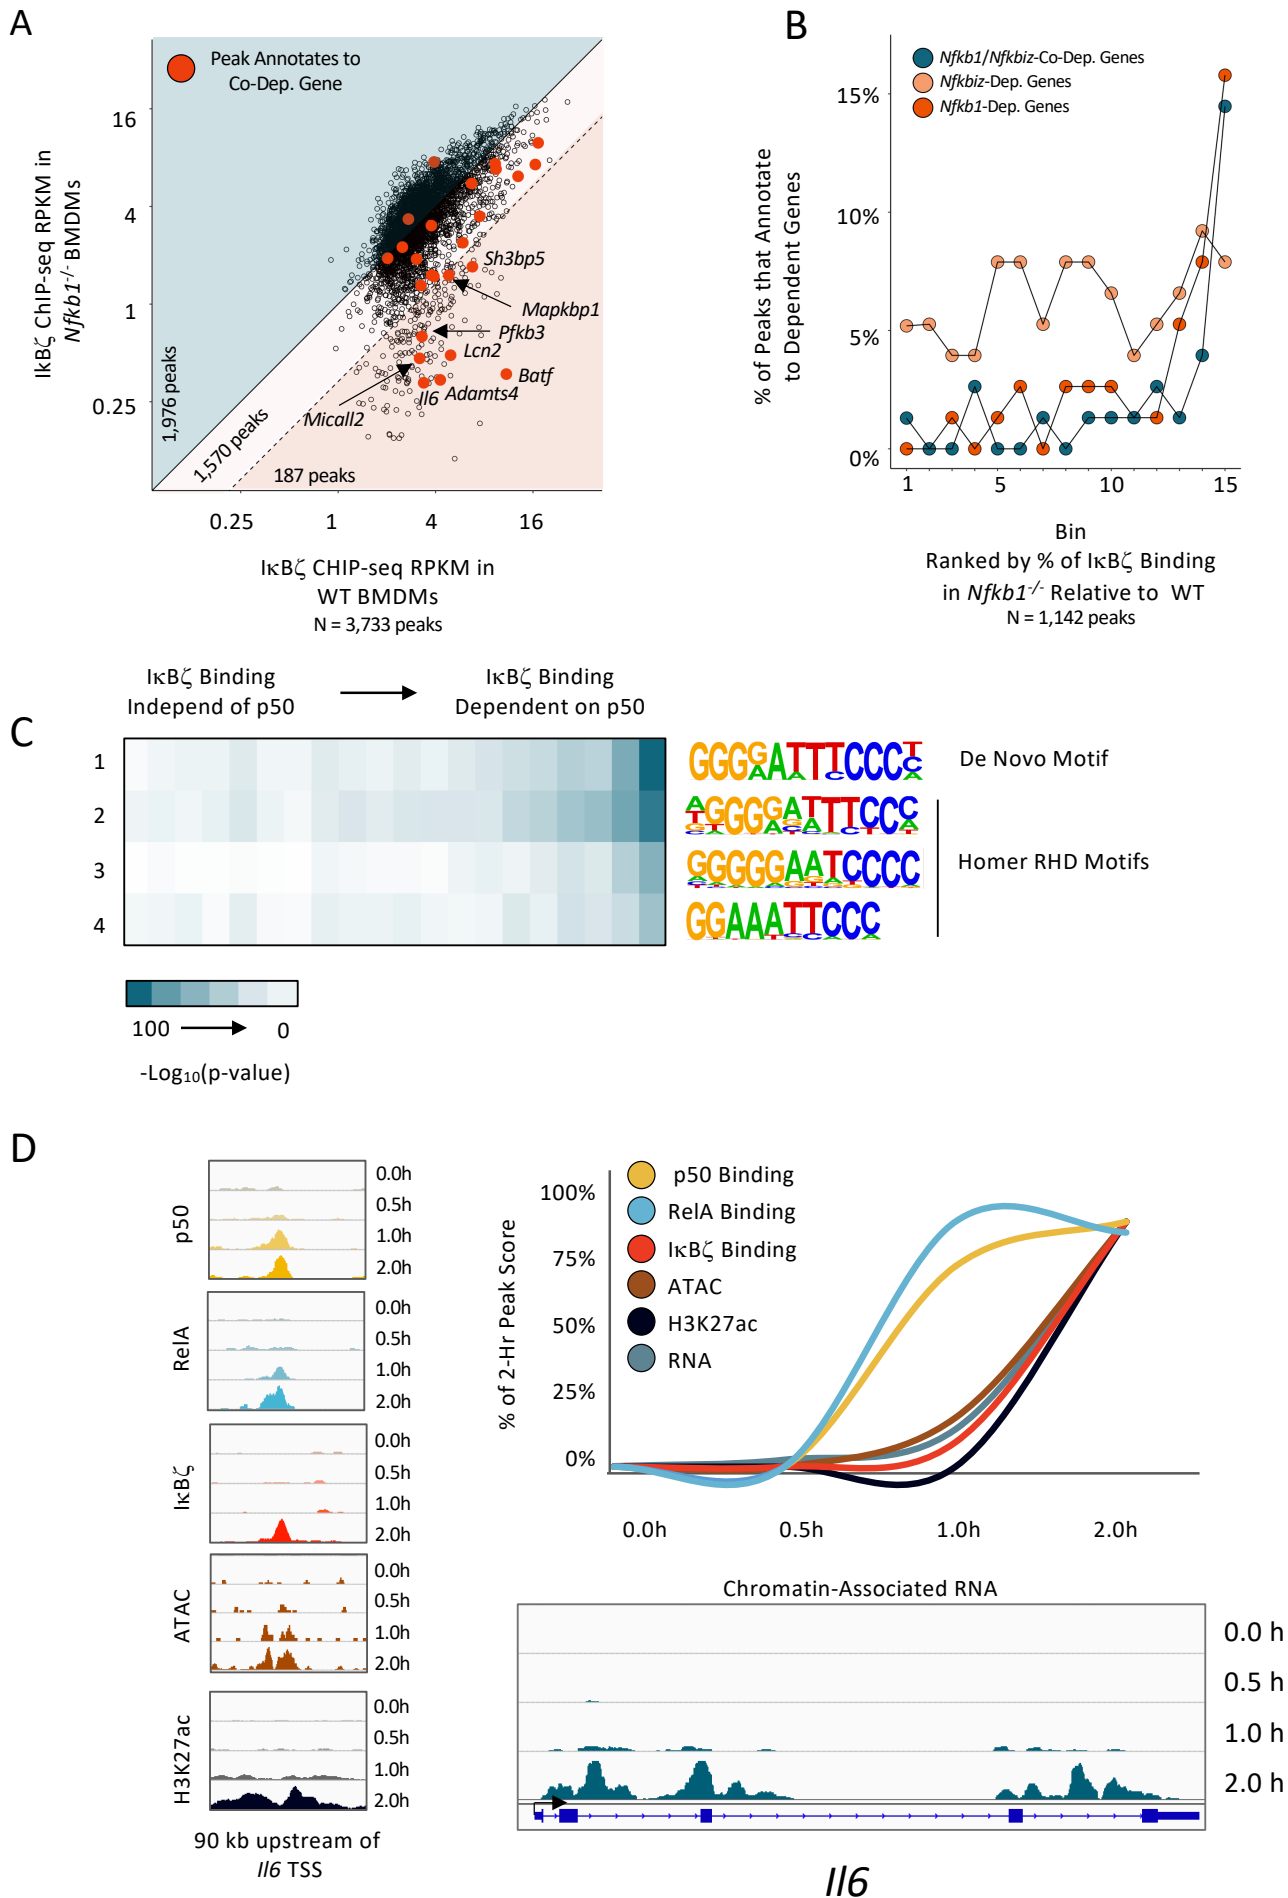 A
Peak Annotates to
Co-Dep. Gene
IκBζ ChIP-seq RPKM in
Nfkb1-/- BMDMs
16
4
1
0.25
1,976 peaks
1,570 peaks
187 peaks
Sh3bp5
Mapkbp1
Pfkb3
Lcn2
Batf
Il6
Adamts4
Micall2
0.25
1
4
16
IκBζ CHIP-seq RPKM in
WT BMDMs
N = 3,733 peaks
B
Nfkb1/Nfkbiz-Co-Dep. Genes
Nfkbiz-Dep. Genes
Nfkb1-Dep. Genes
% of Peaks that Annotate
to Dependent Genes
15%
10%
5%
0%
1
5
10
15
Bin
Ranked by % of IκBζ Binding
in Nfkb1-/- Relative to WT
N = 1,142 peaks
C
IκBζ Binding
Independ of p50
IκBζ Binding
Dependent on p50
1
2
3
4
De Novo Motif
Homer RHD Motifs
100
0
-Log10(p-value)
D
p50
0.0h
0.5h
1.0h
2.0h
RelA
0.0h
0.5h
1.0h
2.0h
IκBζ
0.0h
0.5h
1.0h
2.0h
ATAC
0.0h
0.5h
1.0h
2.0h
H3K27ac
0.0h
0.5h
1.0h
2.0h
90 kb upstream of
Il6 TSS
% of 2-Hr Peak Score
100%
75%
50%
25%
0%
p50 Binding
RelA Binding
IκBζ Binding
ATAC
H3K27ac
RNA
0.0h
0.5h
1.0h
2.0h
Chromatin-Associated RNA
0.0 h
0.5 h
1.0 h
2.0 h
Il6